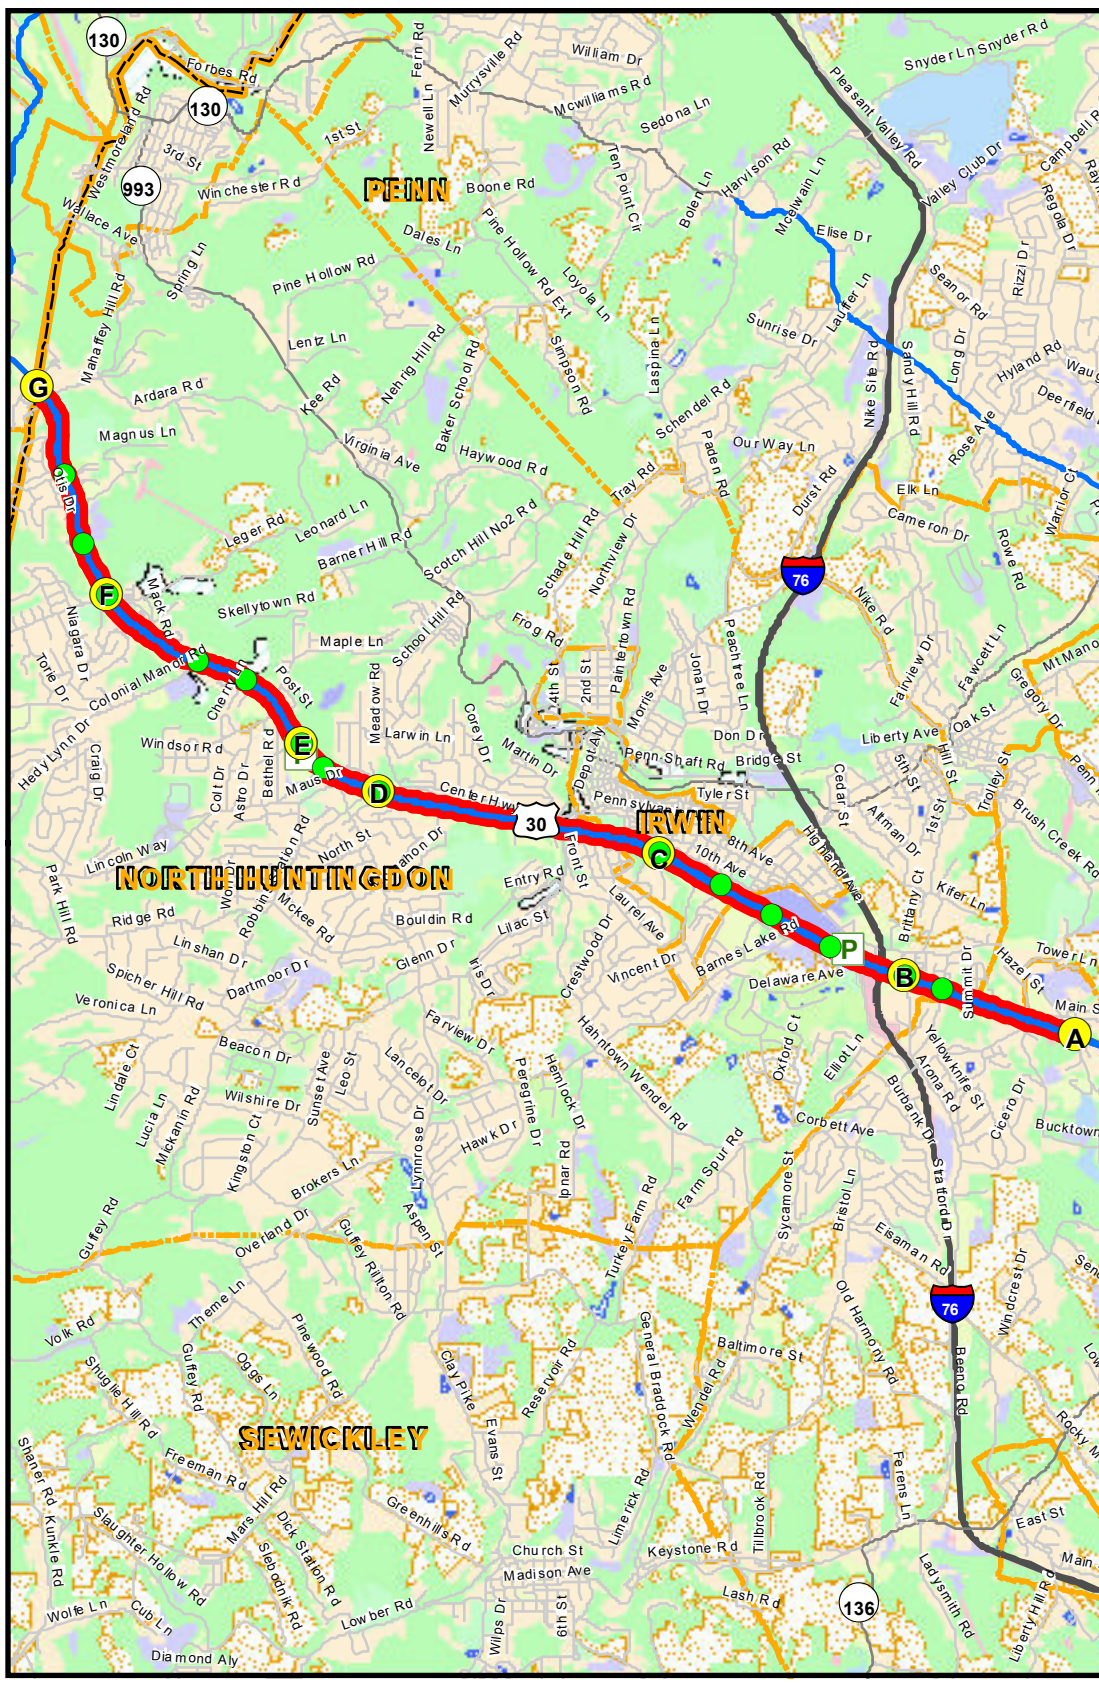 130
Forbes Rd
130
Westmoreland Rd
3rd St
993
Winchester Rd
1st St
Wallace Ave
Spring Ln
Mahaffey Hill Rd
Fern Rd
Newell Ln
Murrysville Rd
William Dr
Mcwilliams Rd
Sedona Ln
Pleasant Valley Rd
Snyder Ln
Snyder Rd
Valley Club Dr
Campbell R
Regola Dr
PENN
Boone Rd
Dales Ln
Pine Hollow Rd
Pine Hollow Rd Ext
Loyola Ln
Ten Point Cir
Bolen Ln
Harvison Rd
Mcelwain Ln
Elise Dr
Lauffer Ln
Sunrise Dr
Laspina Ln
Simpson Rd
Seanor Rd
Rizzi Dr
Long Dr
Hyland Rd
Waug
Deerfield
Nike Site Rd
Sandy Hill Rd
Rose Ave
G
Ardara Rd
Magnus Ln
Lentz Ln
Kee Rd
Nehrig Hill Rd
Baker School Rd
Virginia Ave
Haywood Rd
Schendel Rd
Our Way Ln
Paden Rd
Tray Rd
Durst Rd
Elk Ln
Cameron Dr
Warrior Ct
Rowe Rd
Otis Dr
Leger Rd
Leonard Ln
Barner Hill Rd
Scotch Hill No2 Rd
Schade Hill Rd
Northview Dr
76
Nike Rd
F
Mack Rd
Skellytown Rd
Maple Ln
School Hill Rd
Frog Rd
Paintertown Rd
Peachtree Ln
Fairview Dr
Fawcett Ln
Mt Mano
Gregory Dr
Niagara Dr
Torie Dr
Colonial Manor Rd
Post St
Meadow Rd
24th St
2nd St
Morris Ave
Jonah Dr
Hedy Lynn Dr
Craig Dr
Windsor Rd
Colt Dr
Astro Dr
Bethel Rd
E
Maus Dr
Larwin Ln
Corey Dr
Martin Dr
Depot Aly
Don Dr
Penn-Shaft Rd
Bridge St
Liberty Ave
Oak St
Hill St
5th St
Trolley St
Penn
D
Center Hwy
30
Pennsylvan
Tyler St
IRWIN
Cedar St
Altman Dr
1st St
Brush Creek Rd
Lincoln Way
North St
Front St
C
8th Ave
10th Ave
Highland Ave
Park Hill Rd
NORTH HUNTINGDON
Entry Rd
Mckee Rd
Ridge Rd
Linshan Dr
Bouldin Rd
Lilac St
Laurel Ave
Brittany Ct
Kifer Ln
Spicher Hill Rd
Dartmoor Dr
Glenn Dr
Iris Dr
Crestwood Dr
Vincent Dr
Barnes Lake Rd
P
Delaware Ave
B
Summit Dr
Hazel St
Tower Ln
Main S
A
Veronica Ln
Beacon Dr
Farview Dr
Hahntown Wendel Rd
Oxford Ct
Elliot Ln
Yellowknife St
Arona Rd
Burbank Dr
Cicero Dr
Bucktown
Lindale Ct
Lucia Ln
Mickanin Rd
Wilshire Dr
Sunset Ave
Leo St
Lancelot Dr
Peregrine Dr
Hemlock Dr
Corbett Ave
Kingston Ct
Brokers Ln
Lynnrose Dr
Hawk Dr
Ipnar Rd
Farm Spur Rd
Sycamore St
Bristol Ln
Stratford Dr
Guffey Rd
Overland Dr
Guffey Rillton Rd
Aspen St
Turkey Farm Rd
Eisaman Rd
Windcrest Dr
76
Volk Rd
Theme Ln
Pinewood Rd
Guffey Rd
Oggs Ln
Clay Pike
Reservoir Rd
General Braddock Rd
Baltimore St
Wendel Rd
Old Harmony Rd
Beeno Rd
Shuglie Hill Rd
SEWICKLEY
Shaner Rd
Kunkle Rd
Freeman Rd
Mars Hill Rd
Evans St
Limerick Rd
Tillbrook Rd
Ferens Ln
Rocky M
Slaughter Hollow Rd
Dick Station Rd
Slebodnik Rd
Greenhills Rd
Church St
Keystone Rd
East St
Madison Ave
Main
Wolfe Ln
Cub Ln
Lowber Rd
Wilps Dr
6th St
Lash Rd
136
Ladysmith Rd
Liberty Hill Rd
Diamond Aly